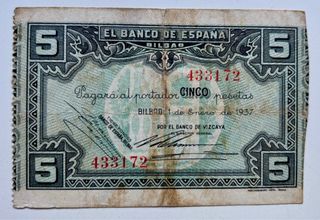 EL BANCO DE ESPAÑA
BILBAO
5 5
433172
Pagará al portador CINCO pesetas
BILBAO 1 de Enero de 1937
POR EL BANCO DE VIZCAYA
433172
5 5